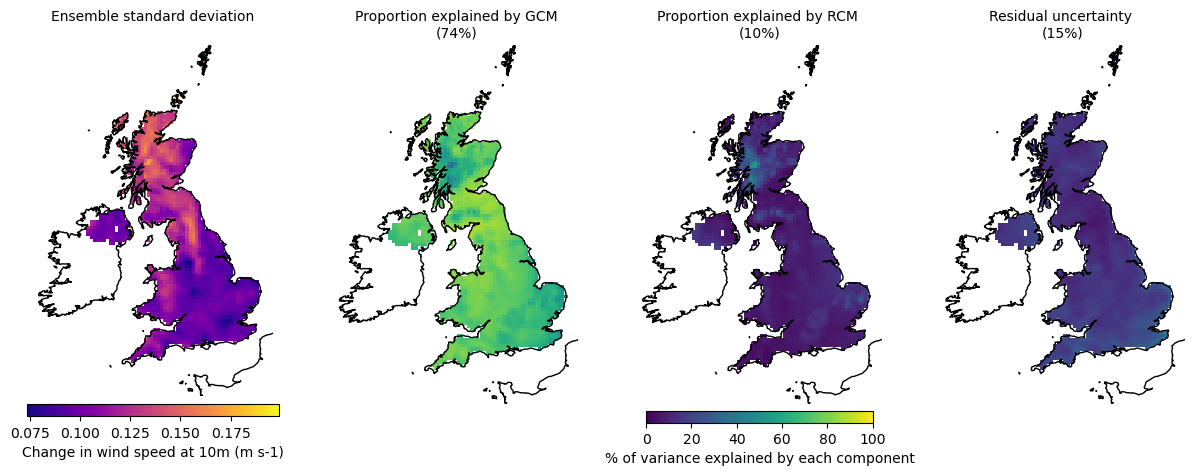 Ensemble standard deviation
Proportion explained by GCM
(74%)
Proportion explained by RCM
(10%)
Residual uncertainty
(15%)
0.075 0.100 0.125 0.150 0.175
Change in wind speed at 10m (m s-1)
0 20 40 60 80 100
% of variance explained by each component